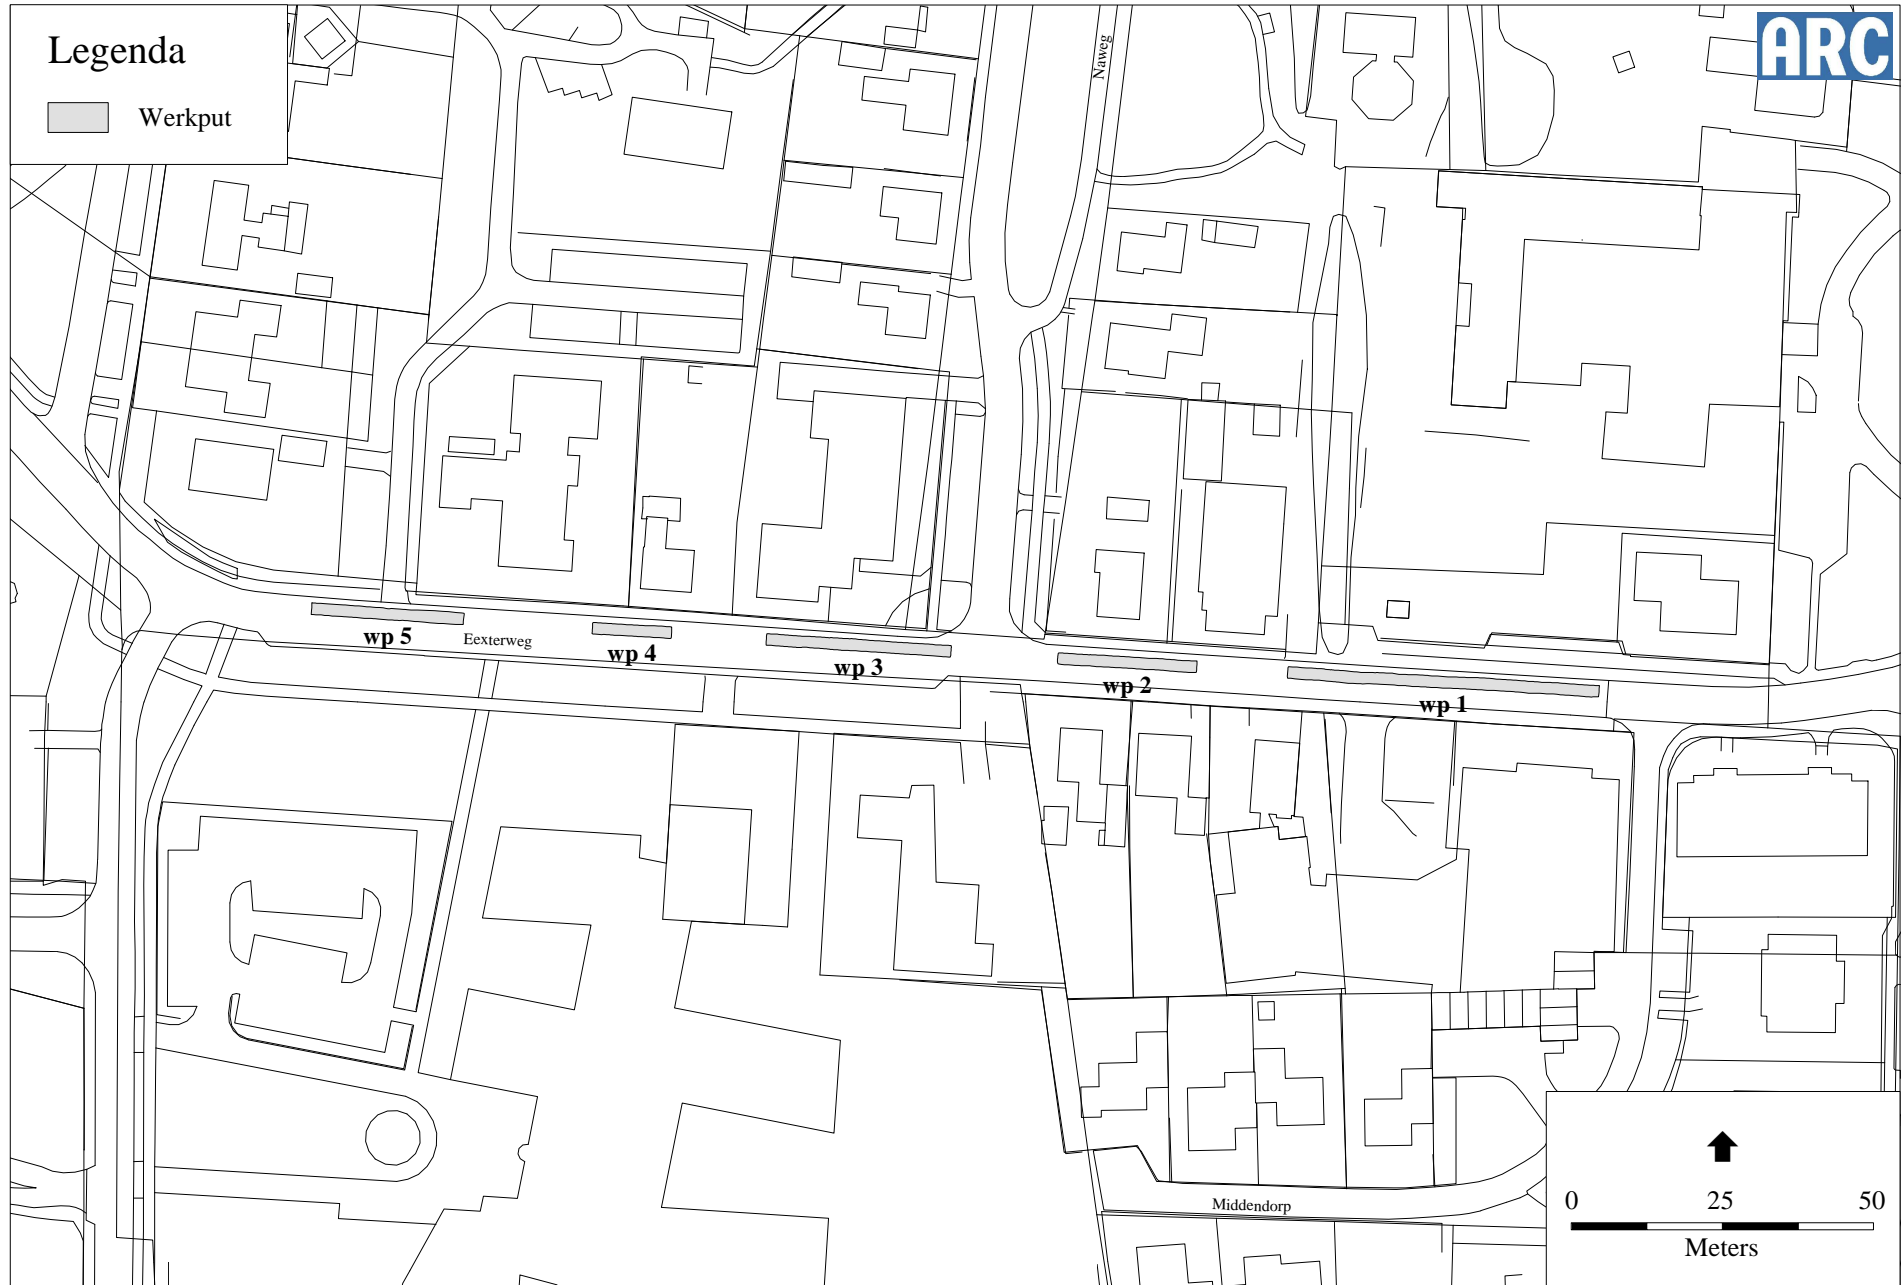 Legenda
Werkput
ARC
Naweg
wp 5
Eexterweg
wp 4
wp 3
wp 2
wp 1
Middendorp
0 25 50
Meters